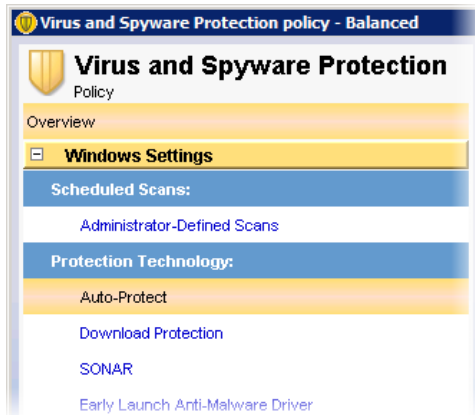 Virus and Spyware Protection policy - Balanced
Virus and Spyware Protection
Policy
Overview
Windows Settings
Scheduled Scans:
Administrator-Defined Scans
Protection Technology:
Auto-Protect
Download Protection
SONAR
Early Launch Anti-Malware Driver